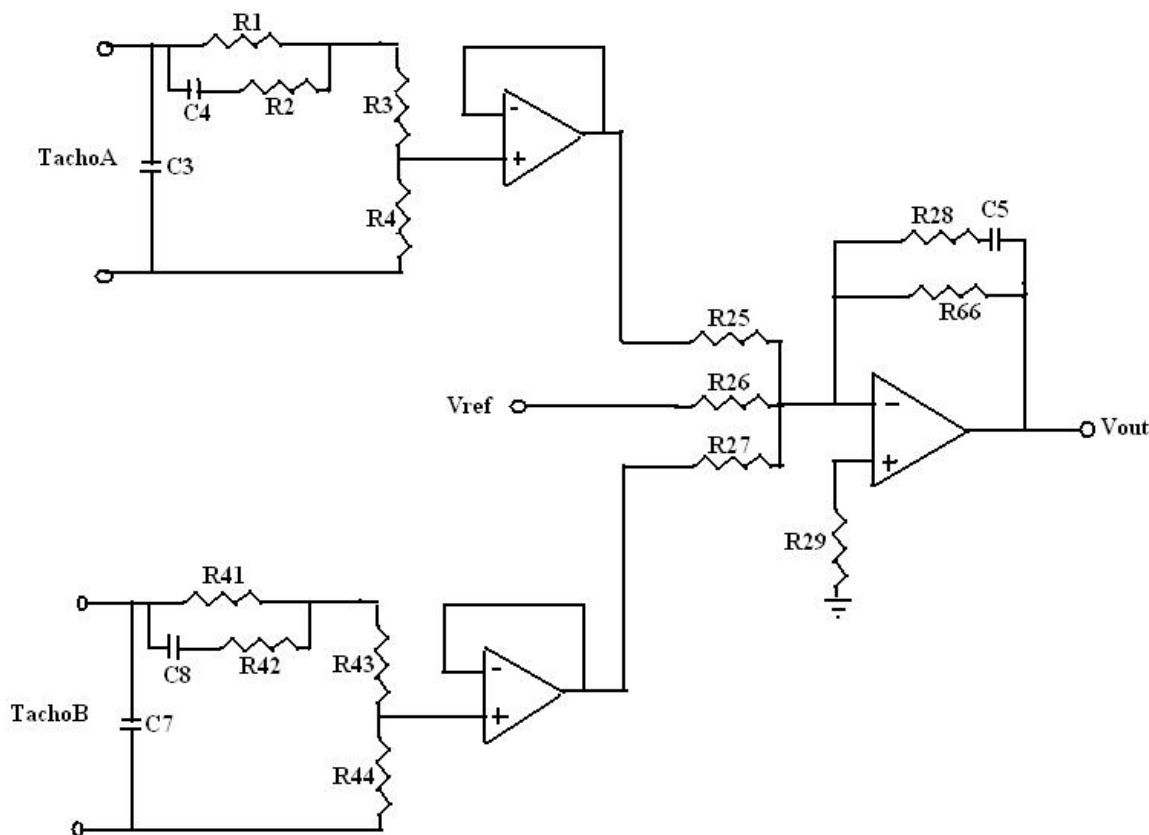 R1
C4
R2
R3
TachoA
C3
R4
-
+
R28
C5
R66
R25
Vref
R26
R27
-
+
Vout
R29
R41
C8
R42
R43
TachoB
C7
R44
-
+